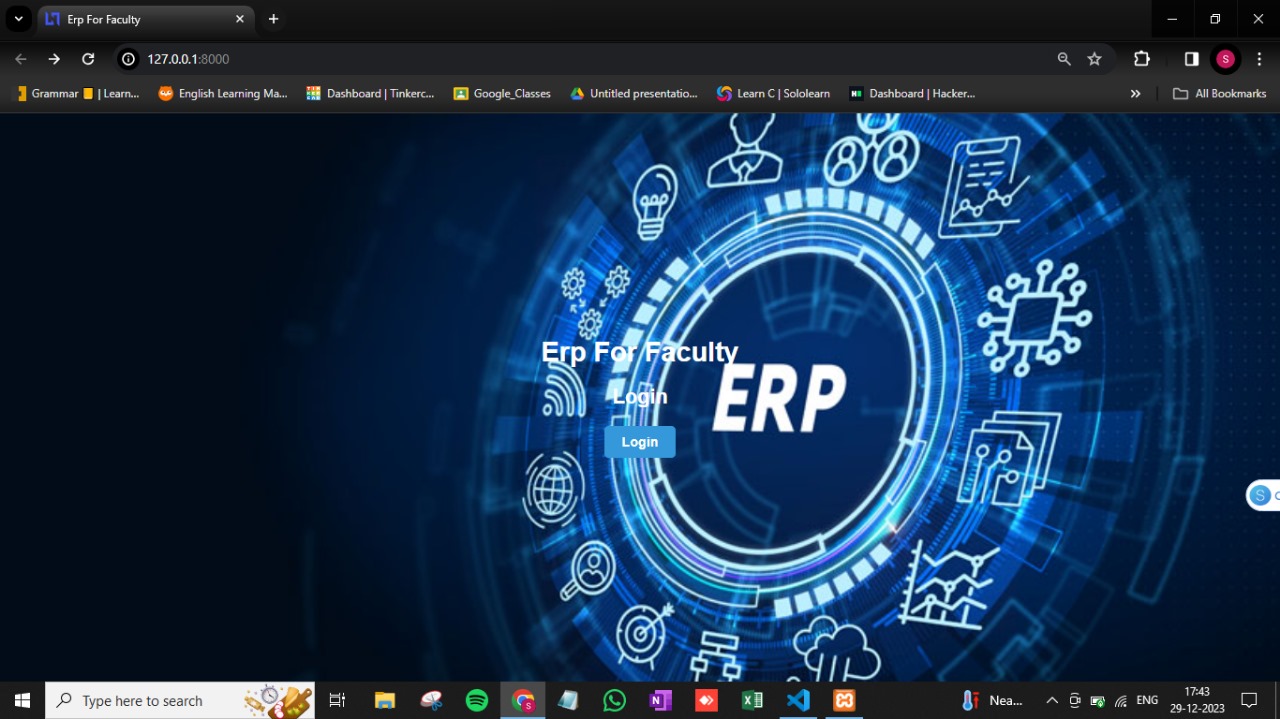 Erp For Faculty
127.0.0.1:8000
S
Grammar | Learn...
English Learning Ma...
Dashboard | Tinkerc...
Google_Classes
Untitled presentatio...
Learn C | Sololearn
Dashboard | Hacker...
All Bookmarks
Erp For Faculty
ERP
Login
Login
S
Type here to search
Nea...
ENG
17:43
29-12-2023